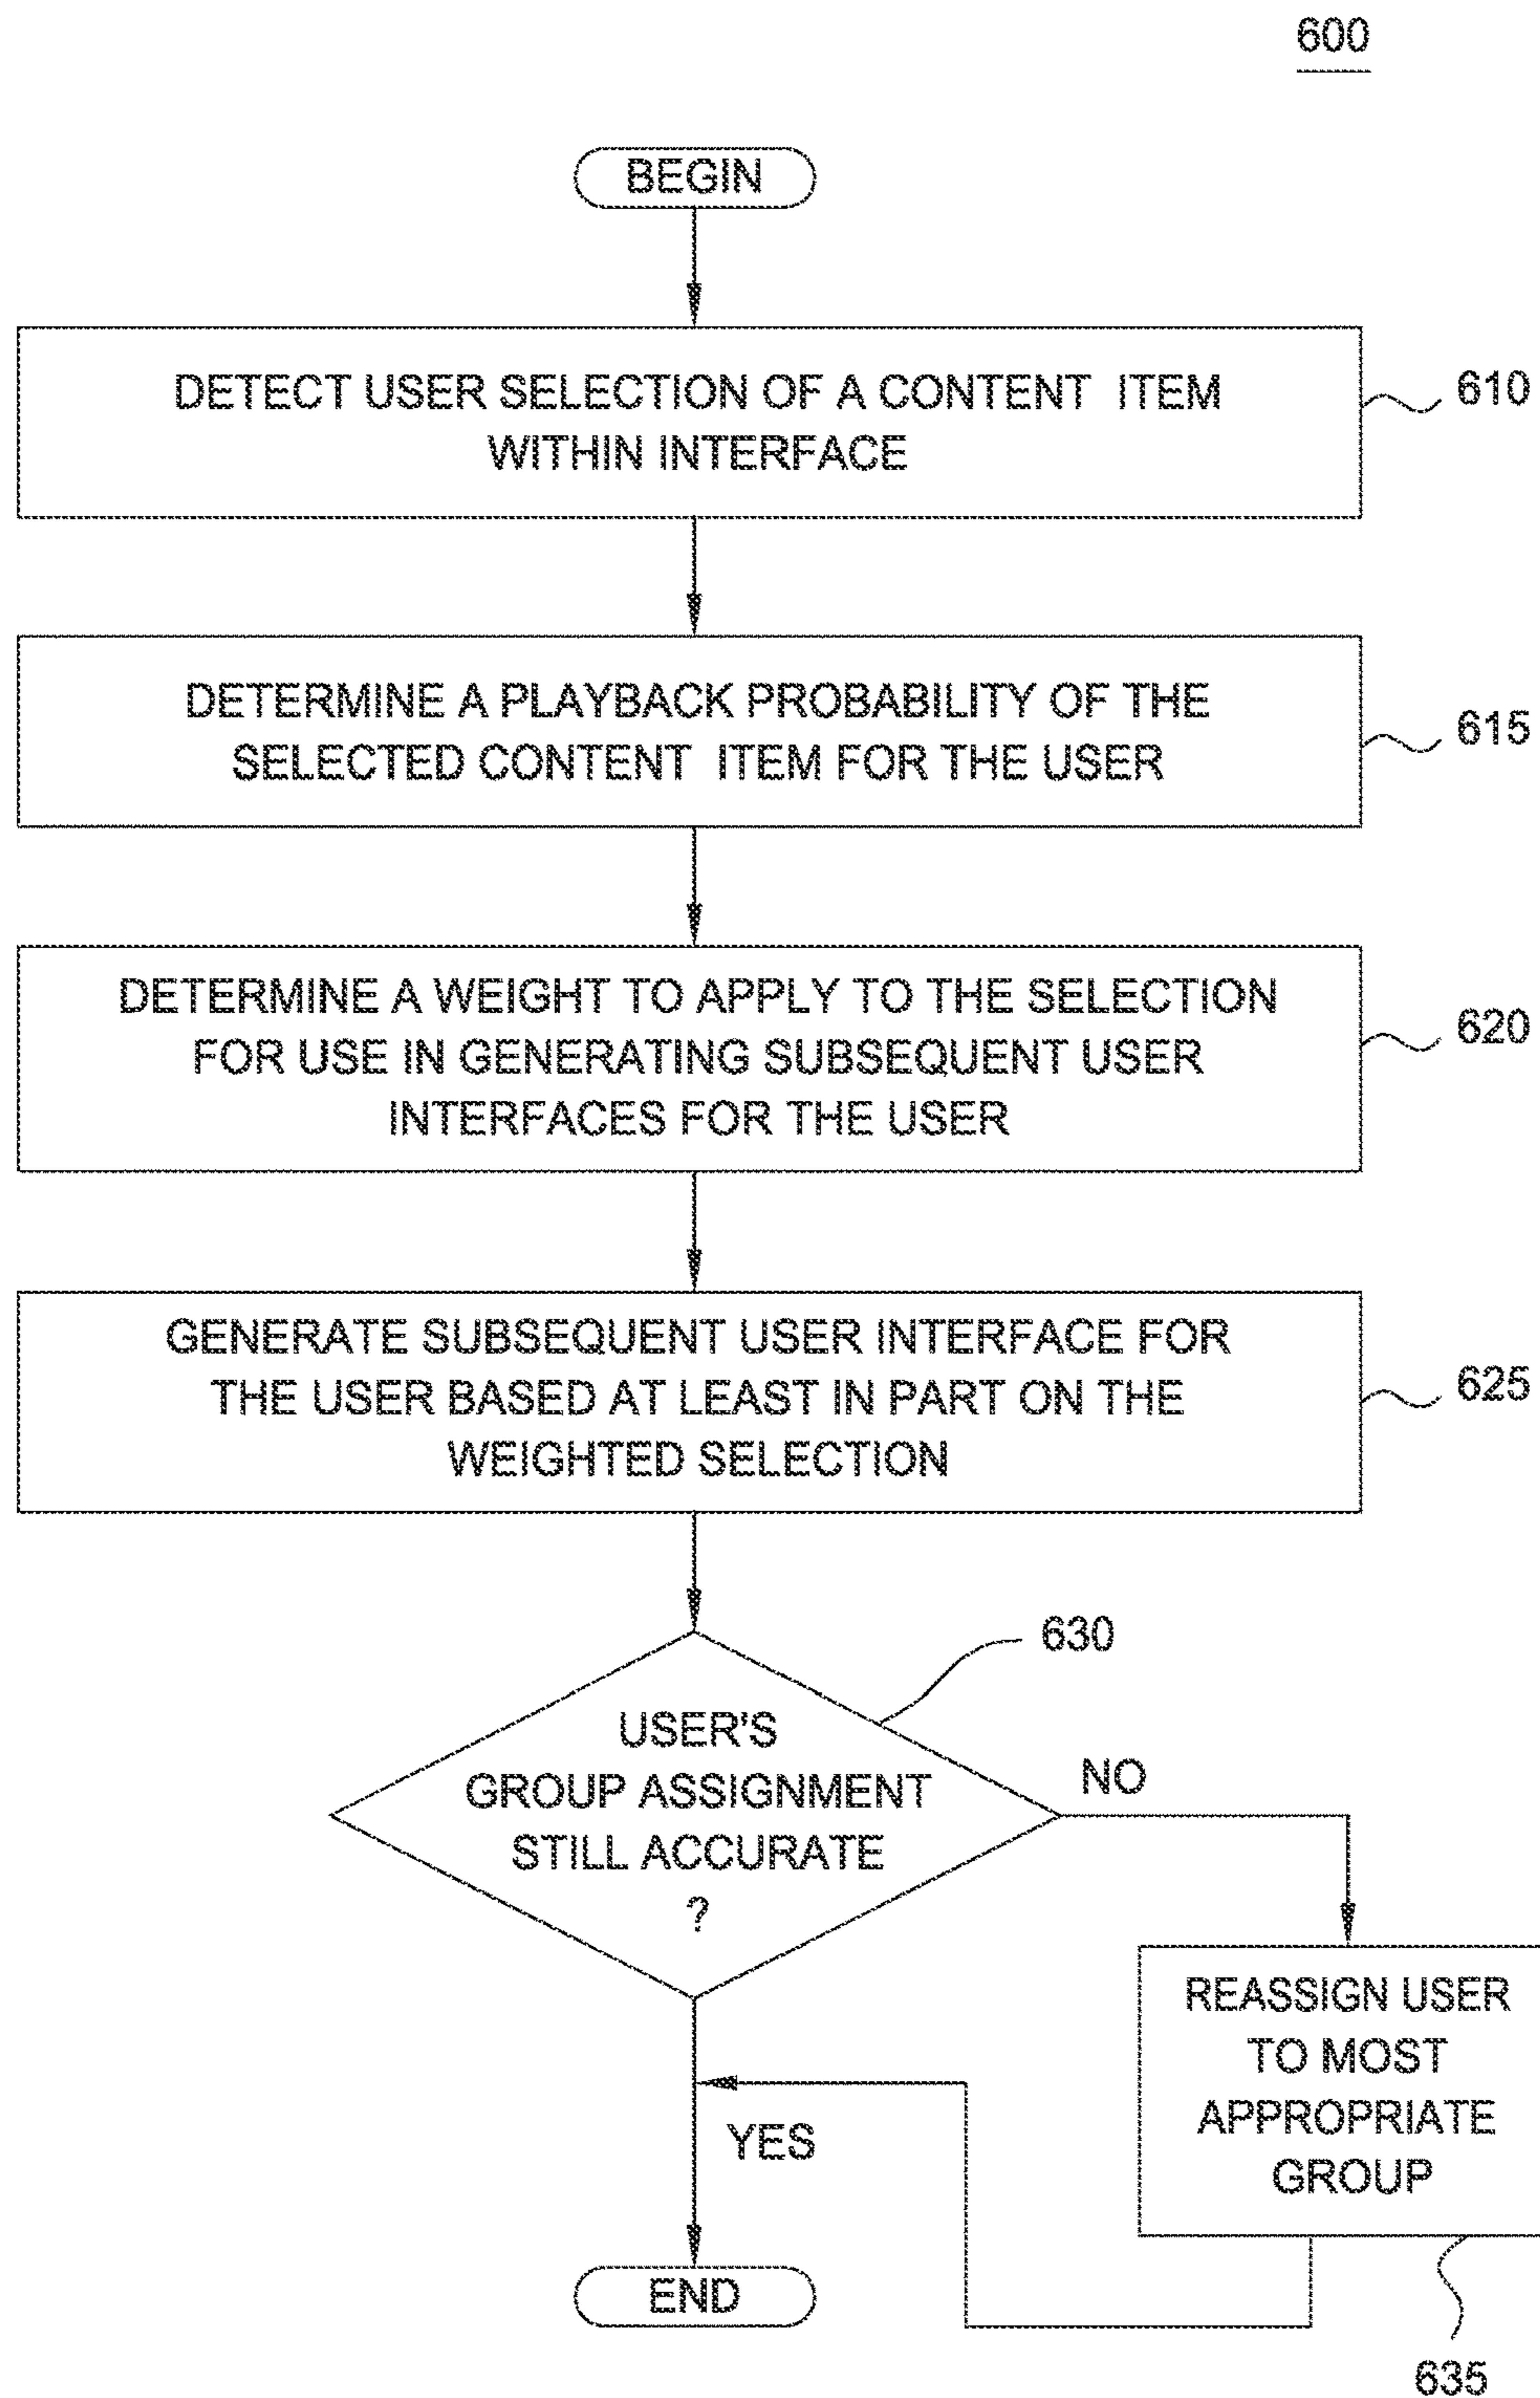 600
BEGIN
DETECT USER SELECTION OF A CONTENT ITEM
WITHIN INTERFACE
610
DETERMINE A PLAYBACK PROBABILITY OF THE
SELECTED CONTENT ITEM FOR THE USER
615
DETERMINE A WEIGHT TO APPLY TO THE SELECTION
FOR USE IN GENERATING SUBSEQUENT USER
INTERFACES FOR THE USER
620
GENERATE SUBSEQUENT USER INTERFACE FOR
THE USER BASED AT LEAST IN PART ON THE
WEIGHTED SELECTION
625
630
USER'S
GROUP ASSIGNMENT
STILL ACCURATE
?
NO
REASSIGN USER
TO MOST
APPROPRIATE
GROUP
YES
END
635